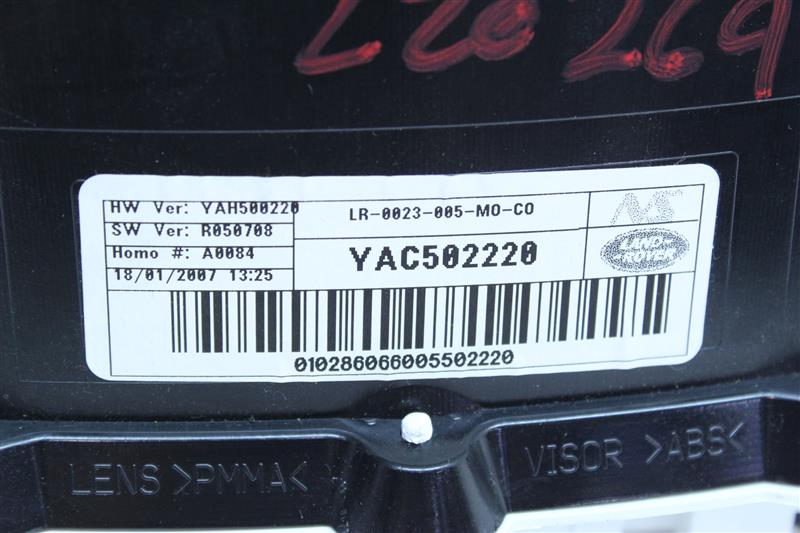 220269
HW Ver: YAH500220
SW Ver: R050708
Homo #: A0084
18/01/2007 13:25
LR-0023-005-MO-CO
YAC502220
LAND-
ROVER
010286066005502220
LENS >PMMA<
VISOR >ABS<